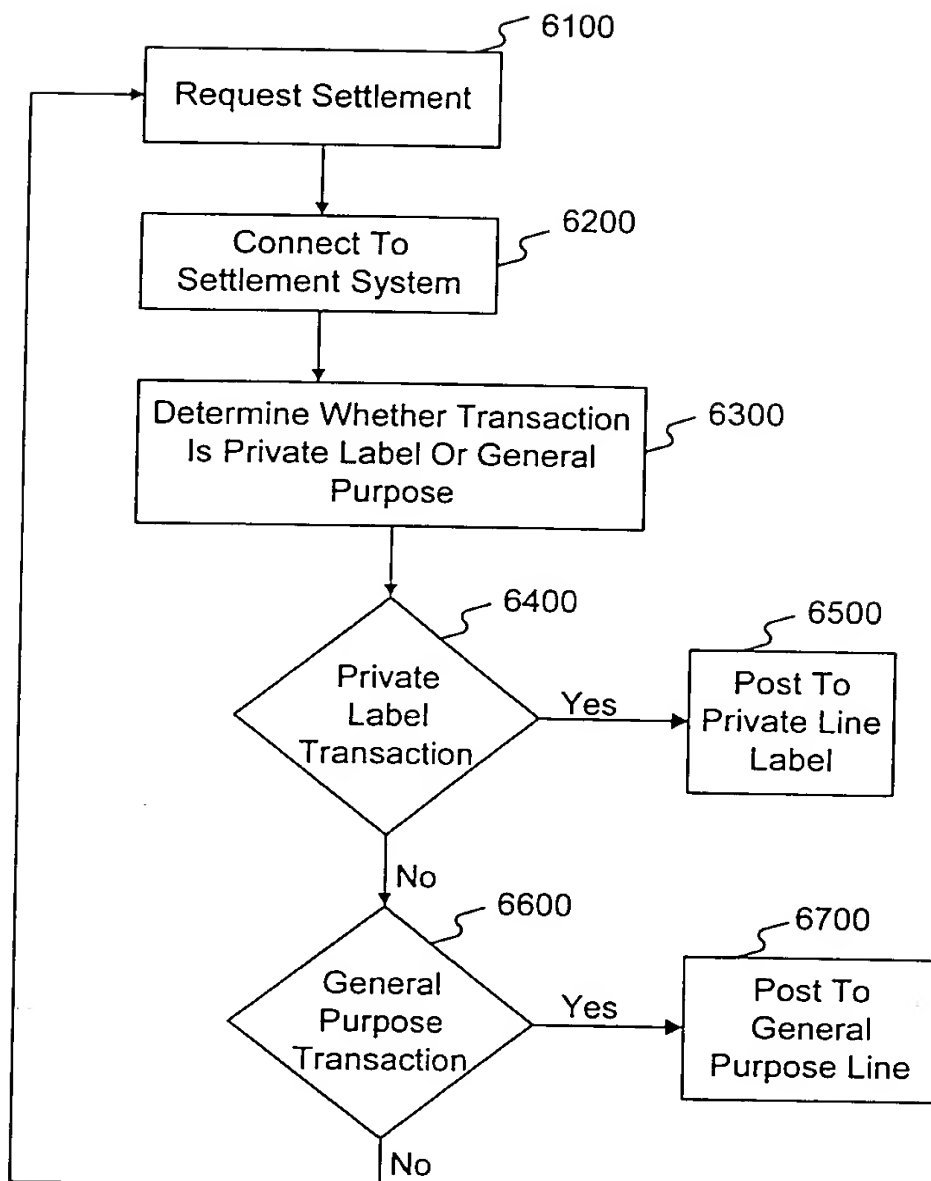 6100
Request Settlement
6200
Connect To
Settlement System
6300
Determine Whether Transaction
Is Private Label Or General
Purpose
6400
Private
Label
Transaction
Yes
6500
Post To
Private Line
Label
No
6600
General
Purpose
Transaction
Yes
6700
Post To
General
Purpose Line
No